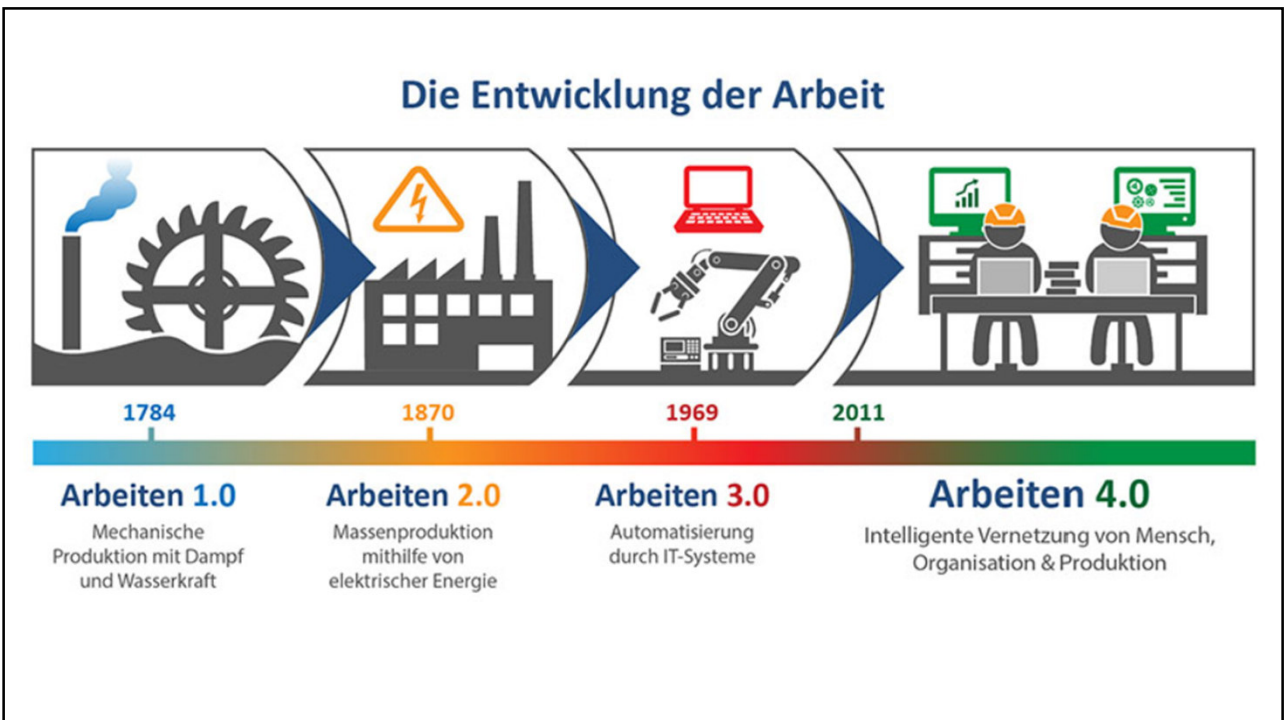 Die Entwicklung der Arbeit
1784
1870
1969
2011
Arbeiten 1.0
Mechanische
Produktion mit Dampf
und Wasserkraft
Arbeiten 2.0
Massenproduktion
mithilfe von
elektrischer Energie
Arbeiten 3.0
Automatisierung
durch IT-Systeme
Arbeiten 4.0
Intelligente Vernetzung von Mensch,
Organisation & Produktion